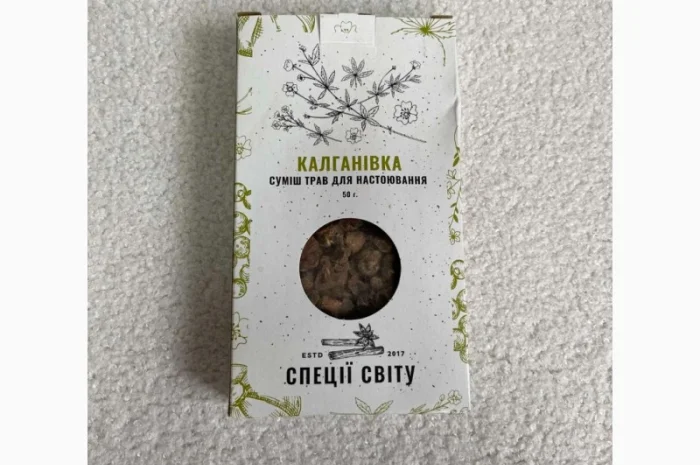 КАЛГАНІВКА
СУМІШ ТРАВ ДЛЯ НАСТОЮВАННЯ
50 г.
ESTD 2017
СПЕЦІЇ СВІТУ